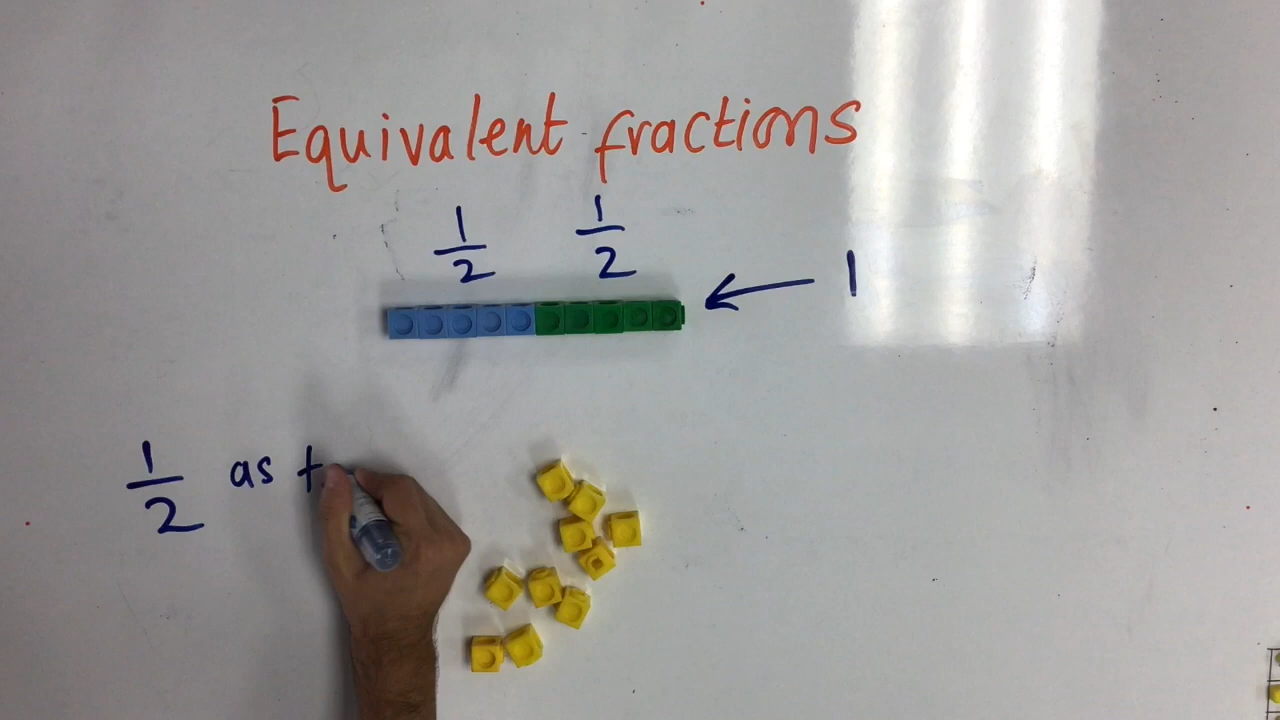 Equivalent fractions
1/2 1/2
1
1/2 as t